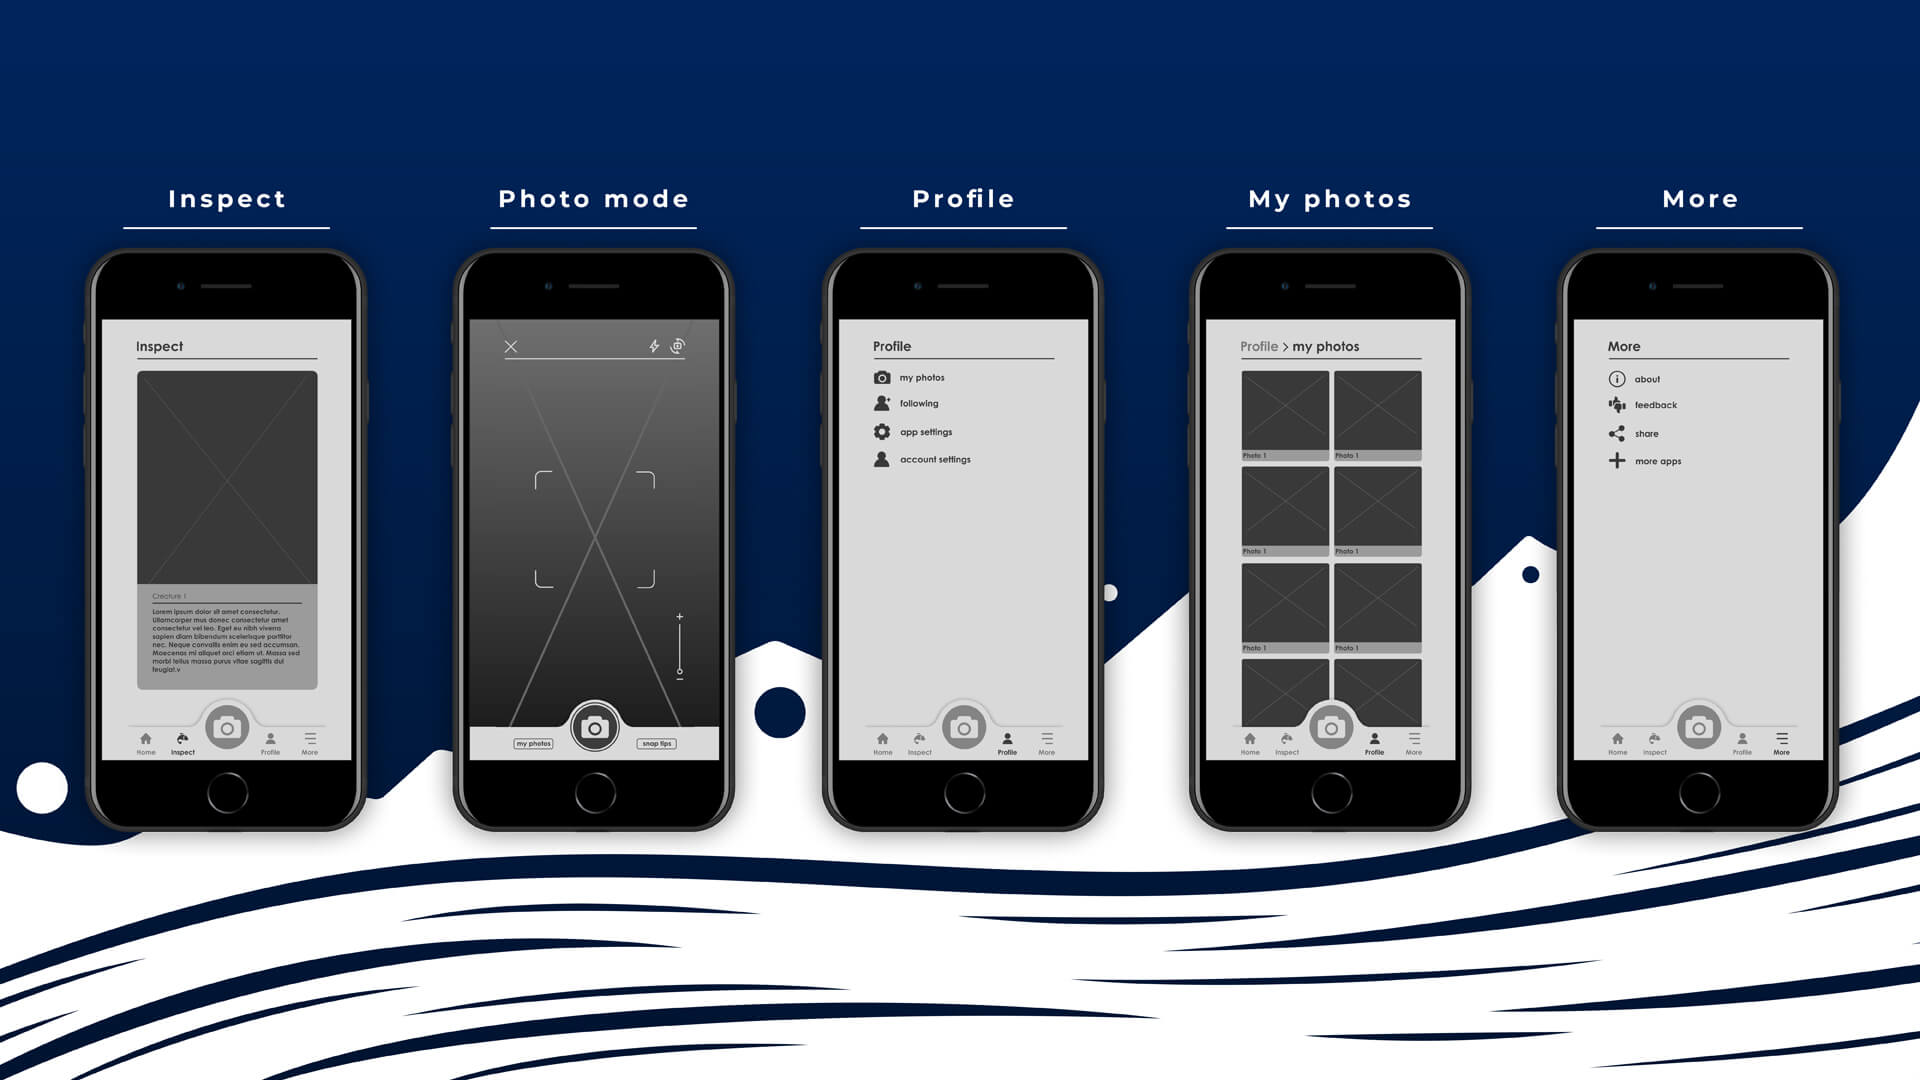 Inspect
Photo mode
Profile
My photos
More
Inspect
Creature 1
Lorem ipsum dolor sit amet consectetur.
Ullamcorper mus donec consectetur amet
consectetur vel leo. Eget eu nibh viverra
sapien diam bibendum scelerisque porttitor
nec. Neque convallis enim eu sed accumsan.
Maecenas mi aliquet orci etiam ut. Massa sed
morbi tellus massa purus vitae sagittis dui
feugiat.v
Home
Inspect
Profile
More
my photos
snap tips
Profile
my photos
following
app settings
account settings
Home
Inspect
Profile
More
Profile > my photos
Photo 1
Photo 1
Photo 1
Photo 1
Photo 1
Photo 1
Home
Inspect
Profile
More
More
about
feedback
share
more apps
Home
Inspect
Profile
More